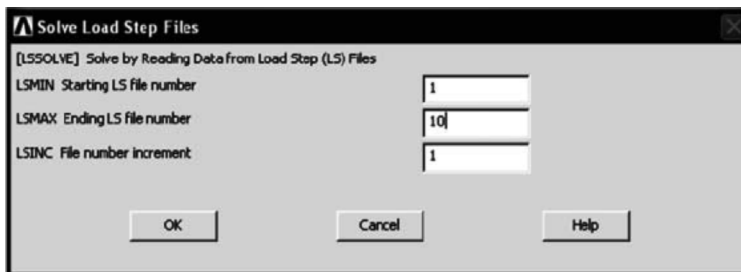 Solve Load Step Files
[LSSOLVE] Solve by Reading Data from Load Step (LS) Files
LSMIN Starting LS file number 1
LSMAX Ending LS file number 10
LSINC File number increment 1
OK Cancel Help